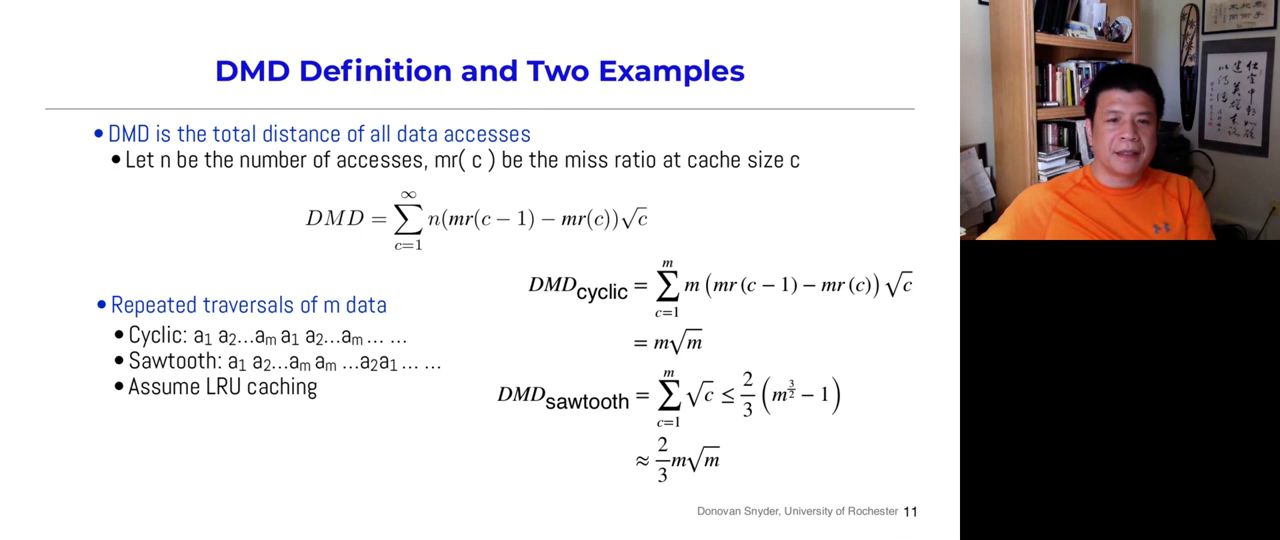 DMD Definition and Two Examples
• DMD is the total distance of all data accesses
• Let n be the number of accesses, mr( c ) be the miss ratio at cache size c
DMD = ∑_{c=1}^{∞} n(mr(c − 1) − mr(c))√c
DMD_cyclic = ∑_{c=1}^{m} m (mr (c − 1) − mr (c)) √c
= m√m
• Repeated traversals of m data
• Cyclic: a₁ a₂...aₘ a₁ a₂...aₘ ... ...
• Sawtooth: a₁ a₂...aₘ aₘ ...a₂a₁ ... ...
• Assume LRU caching
DMD_sawtooth = ∑_{c=1}^{m} √c ≤ 2/3 (m^{3/2} − 1)
≈ 2/3 m√m
Donovan Snyder, University of Rochester 11